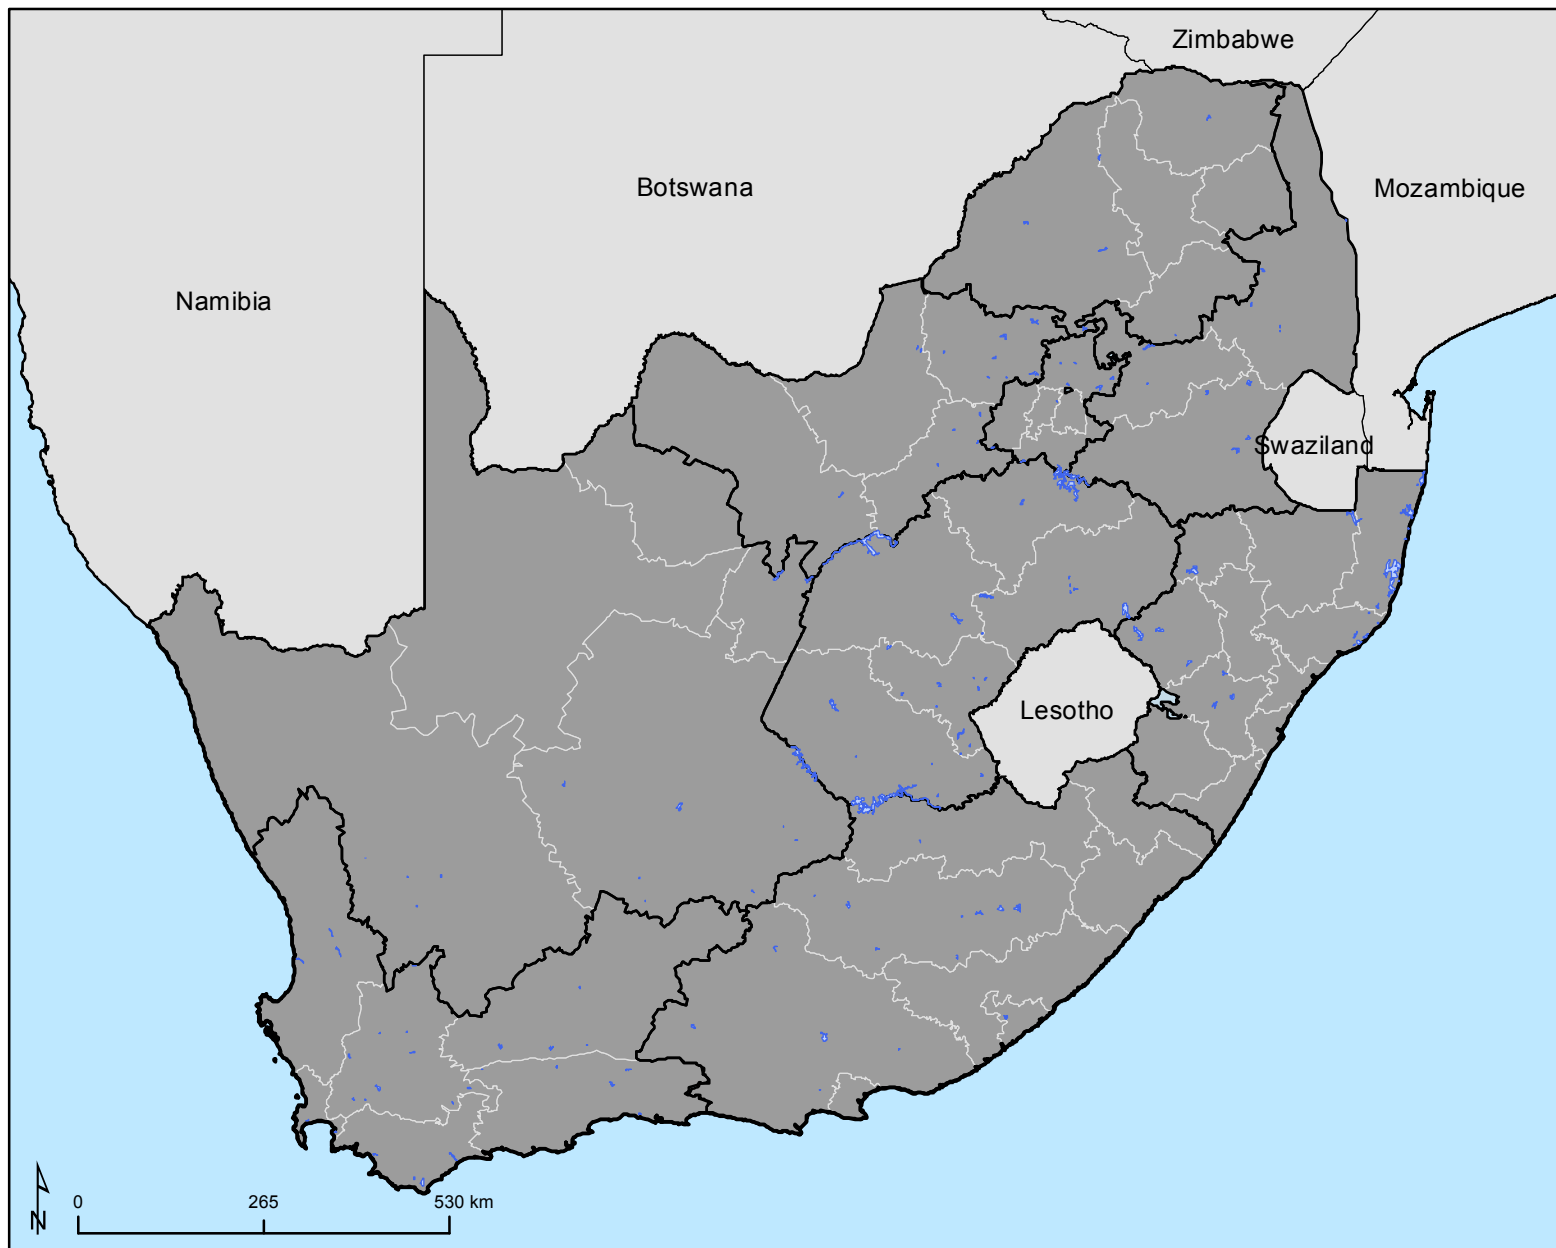 Zimbabwe
Botswana
Mozambique
Namibia
Swaziland
Lesotho
N
0 265 530 km